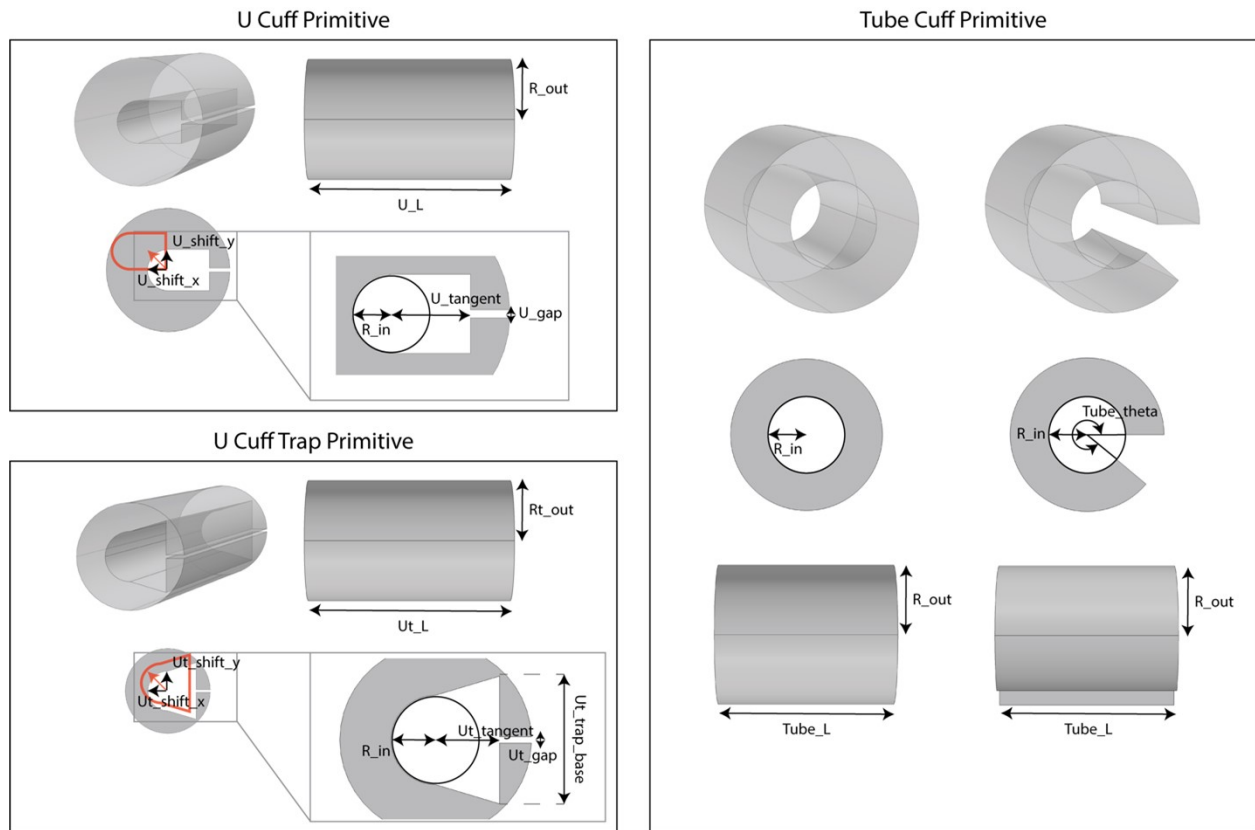 U Cuff Primitive
R_out
U_L
U_shift_y
U_shift_x
U_tangent
R_in
U_gap
U Cuff Trap Primitive
Rt_out
Ut_L
Ut_shift_y
Ut_shift_x
Ut_tangent
R_in
Ut_gap
Ut_trap_base
Tube Cuff Primitive
R_in
Tube_theta
R_in
R_out
Tube_L
R_out
Tube_L